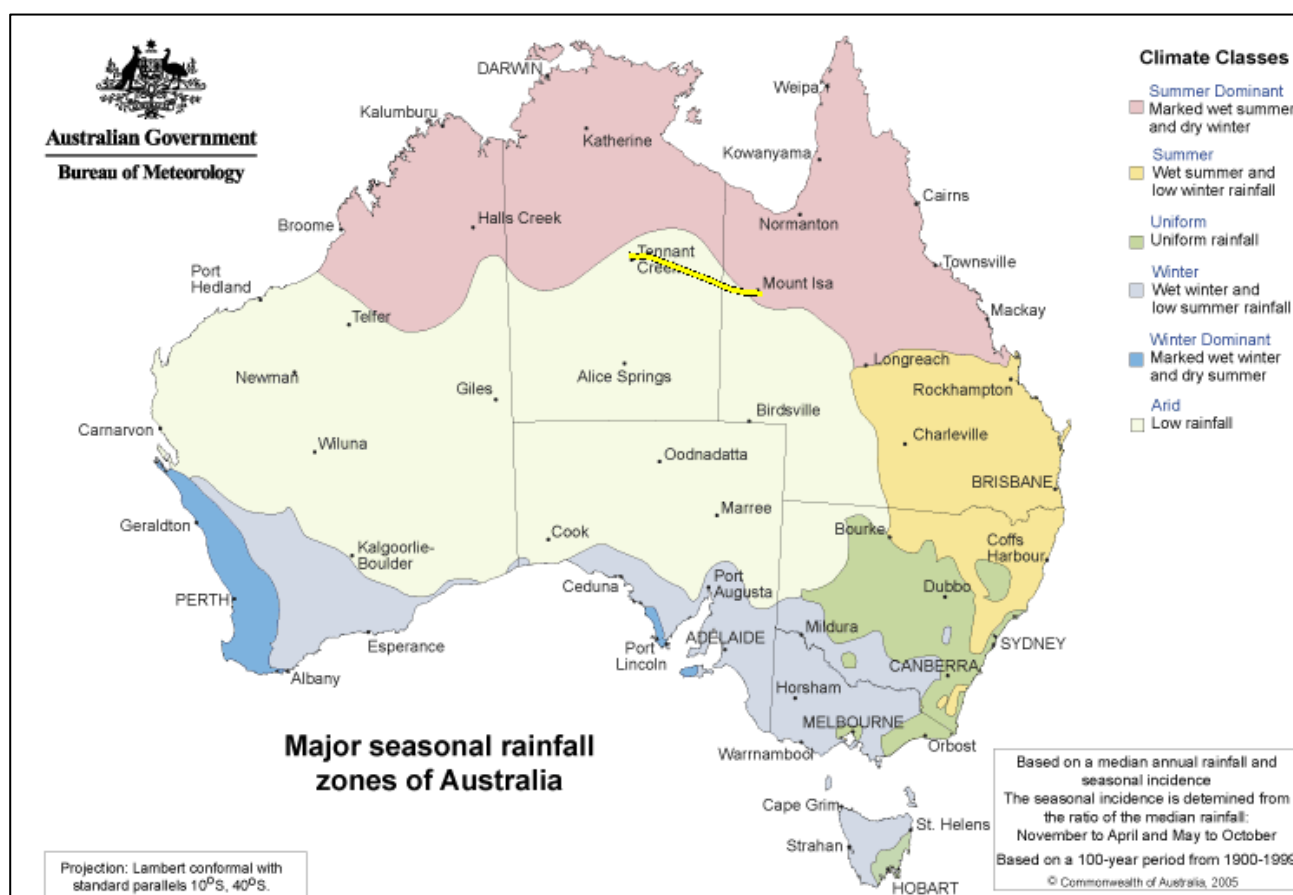 Australian Government
Bureau of Meteorology
DARWIN
Kalumburu
Katherine
Weipa
Kowanyama
Cairns
Broome
Halls Creek
Normanton
Port
Hedland
Tennant
Creek
Townsville
Mount Isa
Mackay
Telfer
Longreach
Newman
Giles
Alice Springs
Rockhampton
Birdsville
Carnarvon
Wiluna
Oodnadatta
Charleville
BRISBANE
Geraldton
Marree
Cook
Bourke
Coffs
Harbour
Kalgoorlie-
Boulder
Ceduna
Port
Augusta
Dubbo
PERTH
Esperance
Albany
Port
Lincoln
ADELAIDE
Mildura
SYDNEY
CANBERRA
Horsham
MELBOURNE
Warrnambool
Orbost
Cape Grim
St. Helens
Strahan
HOBART
Climate Classes
Summer Dominant
Marked wet summer
and dry winter
Summer
Wet summer and
low winter rainfall
Uniform
Uniform rainfall
Winter
Wet winter and
low summer rainfall
Winter Dominant
Marked wet winter
and dry summer
Arid
Low rainfall
Major seasonal rainfall
zones of Australia
Based on a median annual rainfall and
seasonal incidence
The seasonal incidence is detemined from
the ratio of the median rainfall:
November to April and May to October
Based on a 100-year period from 1900-1999
© Commonwealth of Australia, 2005
Projection: Lambert conformal with
standard parallels 10°S, 40°S.